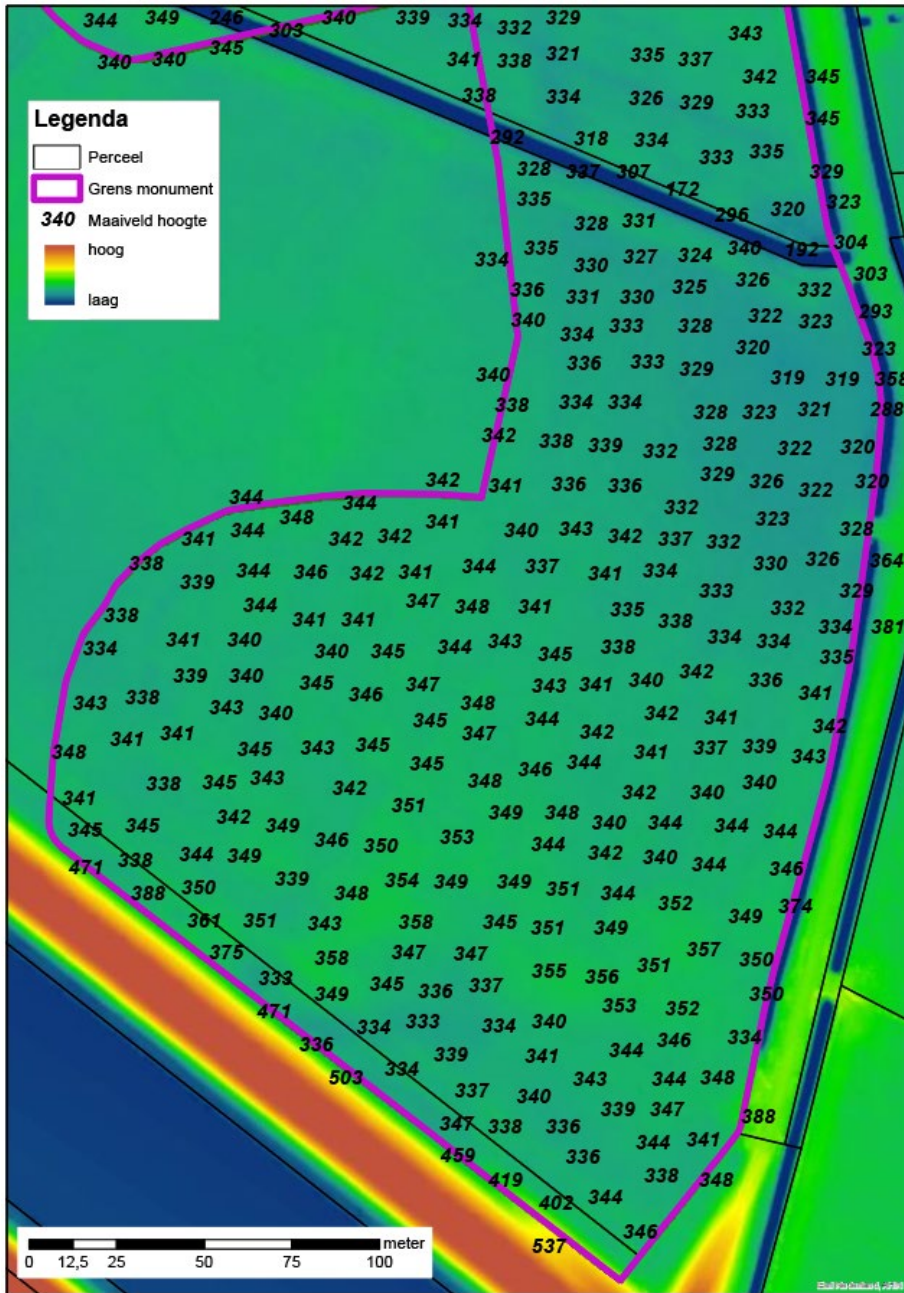 344 349 246 303 340 339 334 332 329
340 340 345 341 338 321 335 337 343
338 334 326 329 342 345
333 345
292 318 334 333 335
328 337 307 172 329
335 328 331 296 320 323
Legenda
Perceel
Grens monument
340 Maaiveld hoogte
hoog
laag
334 335 330 327 324 340 192 304
336 331 330 325 326 332 303
340 334 333 328 322 323 293
336 333 329 320 323
340 319 319 358
338 334 334 328 323 321 288
342 338 339 332 328 322 320
344 344 342 341 336 336 329 326 322 320
341 344 348 342 342 341 340 343 342 332 337 332 323 328
338 339 344 346 342 341 344 337 341 334 330 326 364
338 344 341 341 347 348 341 335 338 333 332 329
334 341 340 340 345 344 343 345 338 334 334 334 381
339 340 345 346 347 343 341 340 342 336 335
343 338 343 340 345 348 344 342 342 341 341 342
348 341 341 345 343 345 347 344 341 337 339 343
341 338 345 343 342 345 348 346 342 340 340
345 345 342 349 346 351 353 349 348 340 344 344 344
471 338 344 349 350 344 342 340 344 346
388 350 339 348 354 349 349 351 344 352 374
361 351 343 358 345 351 349 349
375 358 347 347 355 356 351 357 350
333 349 345 336 337 353 352 350
471 334 333 334 340 346 334
336 334 339 341 344
503 337 340 343 344 348
347 338 336 339 347 388
459 336 344 341
419 344 338 348
402 346
537
meter
0 12,5 25 50 75 100